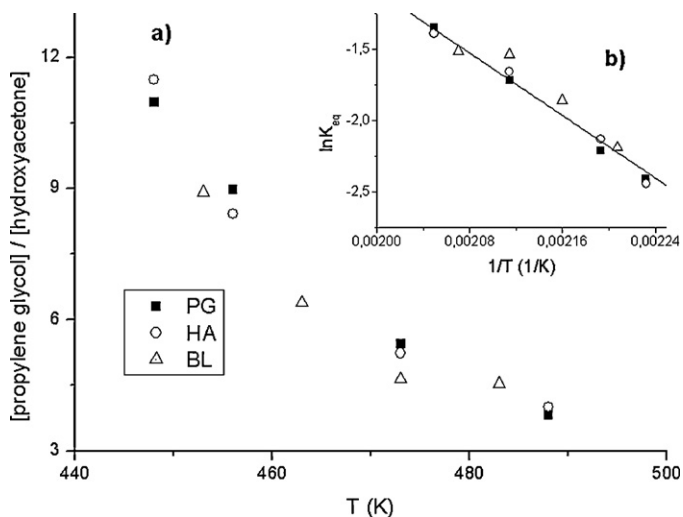 a)
b)
[propylene glycol] / [hydroxyacetone]
12
9
6
3
440
460
480
500
T (K)
PG
HA
BL
lnK_eq
-1,5
-2,0
-2,5
0,00200
0,00208
0,00216
0,00224
1/T (1/K)